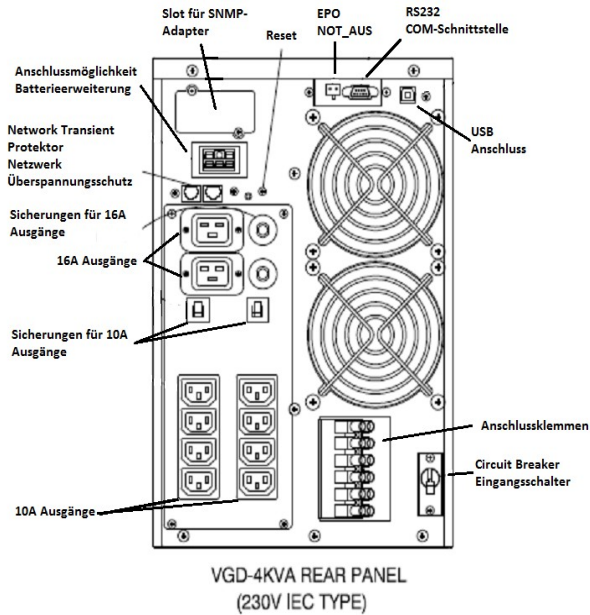 Slot für SNMP-
Adapter
Reset
EPO
NOT_AUS
RS232
COM-Schnittstelle
Anschlussmöglichkeit
Batterieerweiterung
USB
Anschluss
Network Transient
Protektor
Netzwerk
Überspannungsschutz
Sicherungen für 16A
Ausgänge
16A Ausgänge
Sicherungen für 10A
Ausgänge
Anschlussklemmen
Circuit Breaker
Eingangsschalter
10A Ausgänge
VGD-4KVA REAR PANEL
(230V IEC TYPE)